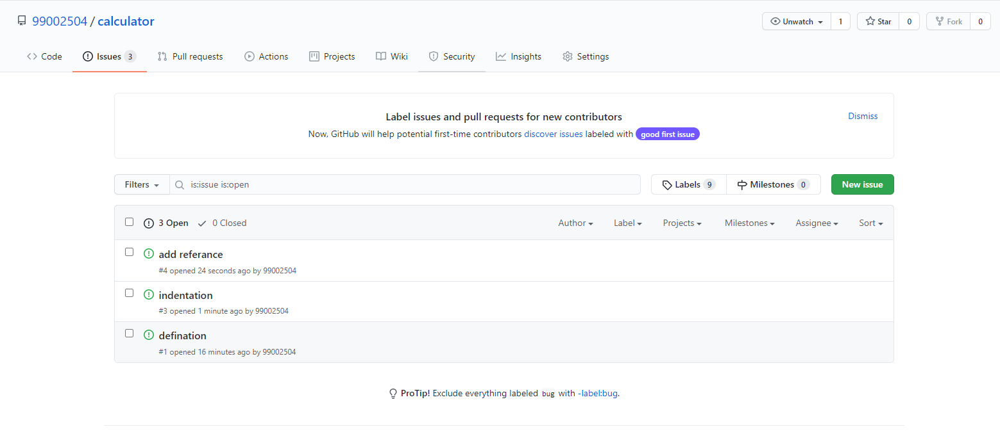 99002504 / calculator
Unwatch 1 Star 0 Fork 0
Code Issues 3 Pull requests Actions Projects Wiki Security Insights Settings
Label issues and pull requests for new contributors
Dismiss
Now, GitHub will help potential first-time contributors discover issues labeled with good first issue
Filters is:issue is:open Labels 9 Milestones 0 New issue
3 Open 0 Closed Author Label Projects Milestones Assignee Sort
add referance
#4 opened 24 seconds ago by 99002504
indentation
#3 opened 1 minute ago by 99002504
defination
#1 opened 16 minutes ago by 99002504
ProTip! Exclude everything labeled bug with -label:bug.